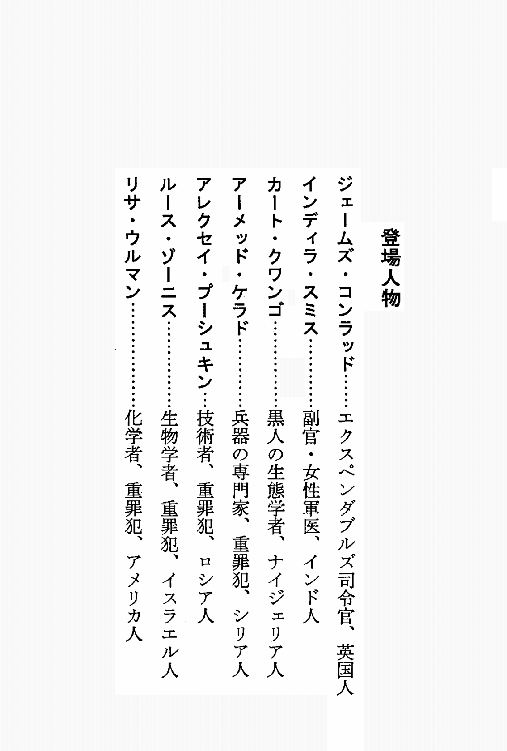 登場人物
ジェームズ・コンラッド……エクスペンダブルズ司令官、英国人
インディラ・スミス…………副官・女性軍医、インド人
カート・クワンゴ……………黒人の生態学者、ナイジェリア人
アーメッド・ケラド…………兵器の専門家、重罪犯、シリア人
アレクセイ・プーシュキン…技術者、重罪犯、ロシア人
ルース・ゾーニス……………生物学者、重罪犯、イスラエル人
リサ・ウルマン………………化学者、重罪犯、アメリカ人